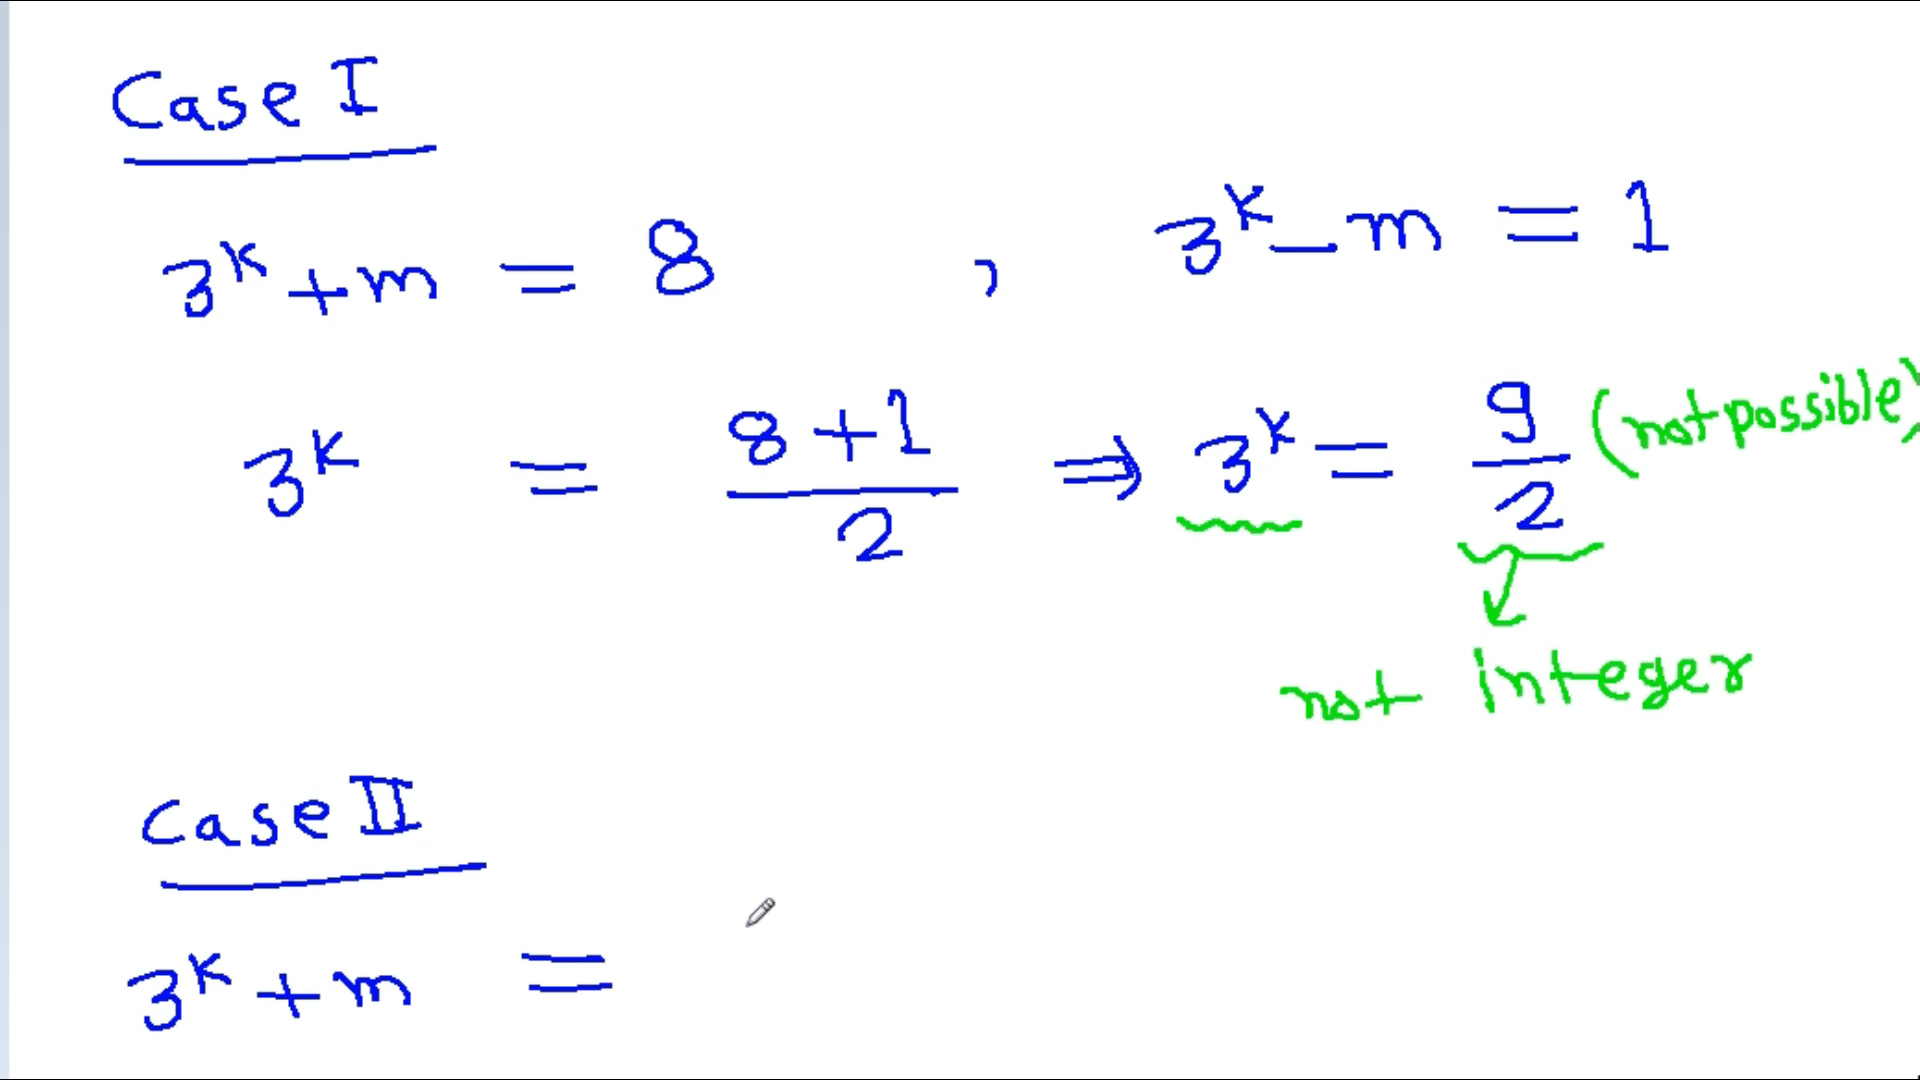 Case I
3^k + m = 8 , 3^k - m = 1
3^k = (8+1)/2 ⇒ 3^k = 9/2 (not possible)
not integer
Case II
3^k + m =